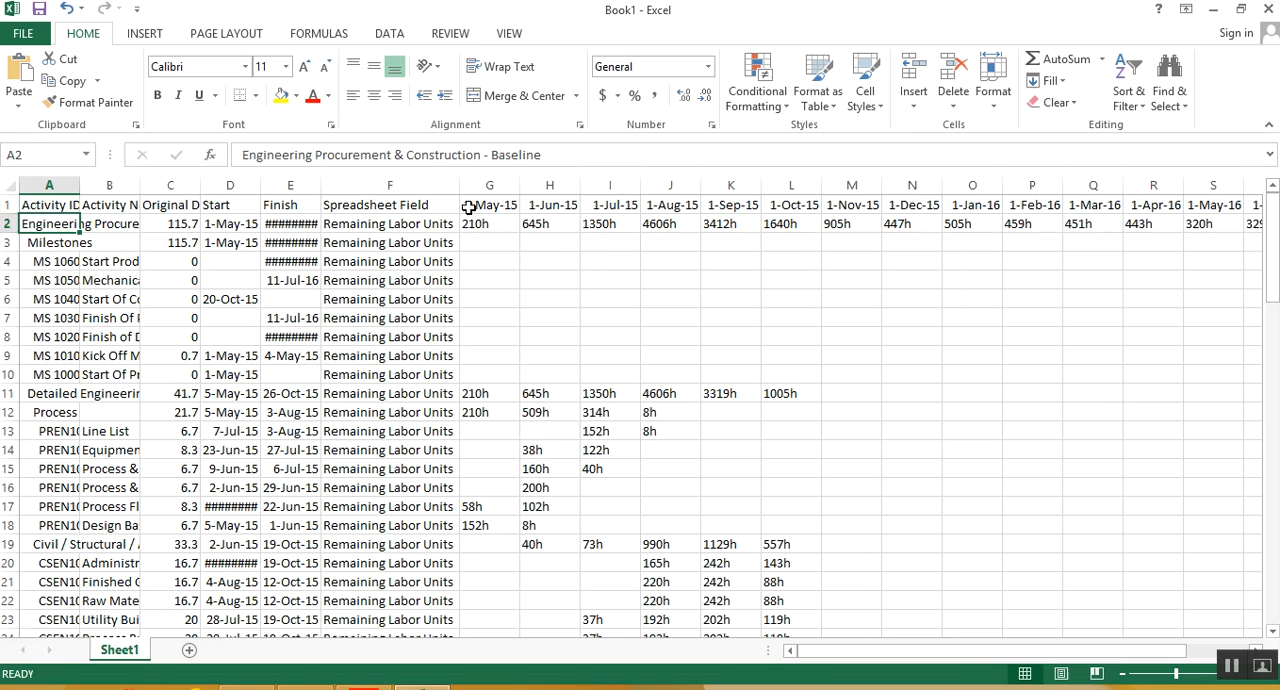 Book1 - Excel
Sign in
FILE HOME INSERT PAGE LAYOUT FORMULAS DATA REVIEW VIEW
Paste Cut Copy Format Painter Clipboard
Calibri 11 B I U Font
Wrap Text Merge & Center Alignment
General $ % , Number
Conditional Formatting Format as Table Cell Styles Styles
Insert Delete Format Cells
AutoSum Fill Clear Sort & Filter Find & Select Editing
A2 fx Engineering Procurement & Construction - Baseline
A B C D E F G H I J K L M N O P Q R S
1 Activity ID Activity N Original D Start Finish Spreadsheet Field May-15 1-Jun-15 1-Jul-15 1-Aug-15 1-Sep-15 1-Oct-15 1-Nov-15 1-Dec-15 1-Jan-16 1-Feb-16 1-Mar-16 1-Apr-16 1-May-16 1-
2 Engineering Procure 115.7 1-May-15 ######## Remaining Labor Units 210h 645h 1350h 4606h 3412h 1640h 905h 447h 505h 459h 451h 443h 320h 329
3 Milestones 115.7 1-May-15 ######## Remaining Labor Units
4 MS 1060 Start Prod 0 ######## Remaining Labor Units
5 MS 1050 Mechanica 0 11-Jul-16 Remaining Labor Units
6 MS 1040 Start Of Co 0 20-Oct-15 Remaining Labor Units
7 MS 1030 Finish Of 0 11-Jul-16 Remaining Labor Units
8 MS 1020 Finish of D 0 ######## Remaining Labor Units
9 MS 1010 Kick Off M 0.7 1-May-15 4-May-15 Remaining Labor Units
10 MS 1000 Start Of Pr 0 1-May-15 Remaining Labor Units
11 Detailed Engineerin 41.7 5-May-15 26-Oct-15 Remaining Labor Units 210h 645h 1350h 4606h 3319h 1005h
12 Process 21.7 5-May-15 3-Aug-15 Remaining Labor Units 210h 509h 314h 8h
13 PREN10 Line List 6.7 7-Jul-15 3-Aug-15 Remaining Labor Units 152h 8h
14 PREN10 Equipmen 8.3 23-Jun-15 27-Jul-15 Remaining Labor Units 38h 122h
15 PREN10 Process & 6.7 9-Jun-15 6-Jul-15 Remaining Labor Units 160h 40h
16 PREN10 Process & 6.7 2-Jun-15 29-Jun-15 Remaining Labor Units 200h
17 PREN10 Process Fl 8.3 ######## 22-Jun-15 Remaining Labor Units 58h 102h
18 PREN10 Design Ba 6.7 5-May-15 1-Jun-15 Remaining Labor Units 152h 8h
19 Civil / Structural / 33.3 2-Jun-15 19-Oct-15 Remaining Labor Units 40h 73h 990h 1129h 557h
20 CSEN10 Administr 16.7 ######## 19-Oct-15 Remaining Labor Units 165h 242h 143h
21 CSEN10 Finished G 16.7 4-Aug-15 12-Oct-15 Remaining Labor Units 220h 242h 88h
22 CSEN10 Raw Mate 16.7 4-Aug-15 12-Oct-15 Remaining Labor Units 220h 242h 88h
23 CSEN10 Utility Bui 20 28-Jul-15 19-Oct-15 Remaining Labor Units 37h 192h 202h 119h
Sheet1
READY